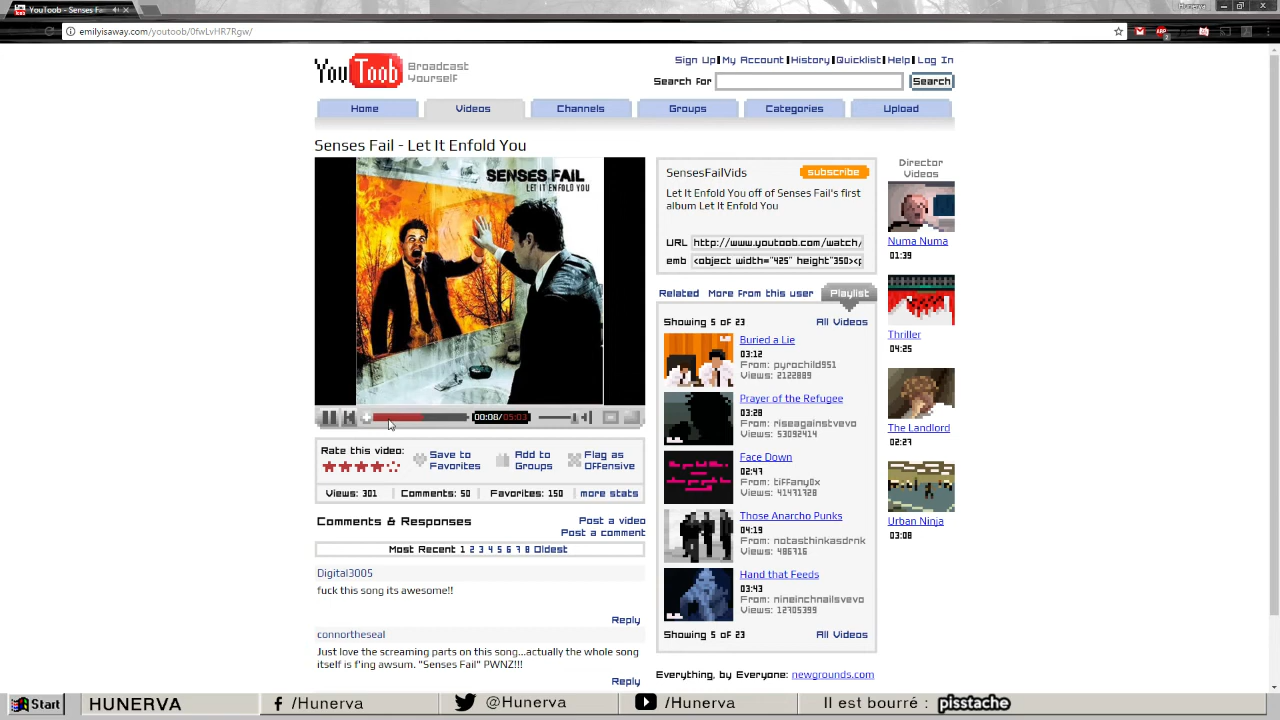 YouToob - Senses Fa
Hunerva
emilyisaway.com/youtoob/0fwLvHR7Rgw/
YouToob
Broadcast
Yourself
Sign Up My Account History Quicklist Help Log In
Search for
Search
Home
Videos
Channels
Groups
Categories
Upload
Senses Fail - Let It Enfold You
SENSES FAIL
LET IT ENFOLD YOU
00:08/05:03
Rate this video:
Save to
Favorites
Add to
Groups
Flag as
Offensive
Views: 301
Comments: 50
Favorites: 150
more stats
Comments & Responses
Post a video
Post a comment
Most Recent 1 2 3 4 5 6 7 8 Oldest
Digital3005
fuck this song its awesome!!
Reply
connortheseal
Just love the screaming parts on this song...actually the whole song
itself is f'ing awsum. "Senses Fail" PWNZ!!!
Reply
SensesFailVids
subscribe
Let It Enfold You off of Senses Fail's first
album Let It Enfold You
URL http://www.youtoob.com/watch/
emb <object width="425" height"350><p
Related
More from this user
Playlist
Showing 5 of 23
All Videos
Buried a Lie
03:12
From: pyrochild951
Views: 2122889
Prayer of the Refugee
03:28
From: riseagainstvevo
Views: 53092414
Face Down
02:47
From: tiffany0x
Views: 41471728
Those Anarcho Punks
04:19
From: notasthinkasdrnk
Views: 486716
Hand that Feeds
03:43
From: nineinchnailsvevo
Views: 12705399
Showing 5 of 23
All Videos
Everything, by Everyone: newgrounds.com
Director
Videos
Numa Numa
01:39
Thriller
04:25
The Landlord
02:27
Urban Ninja
03:08
Start
HUNERVA
/Hunerva
@Hunerva
/Hunerva
Il est bourré : pisstache